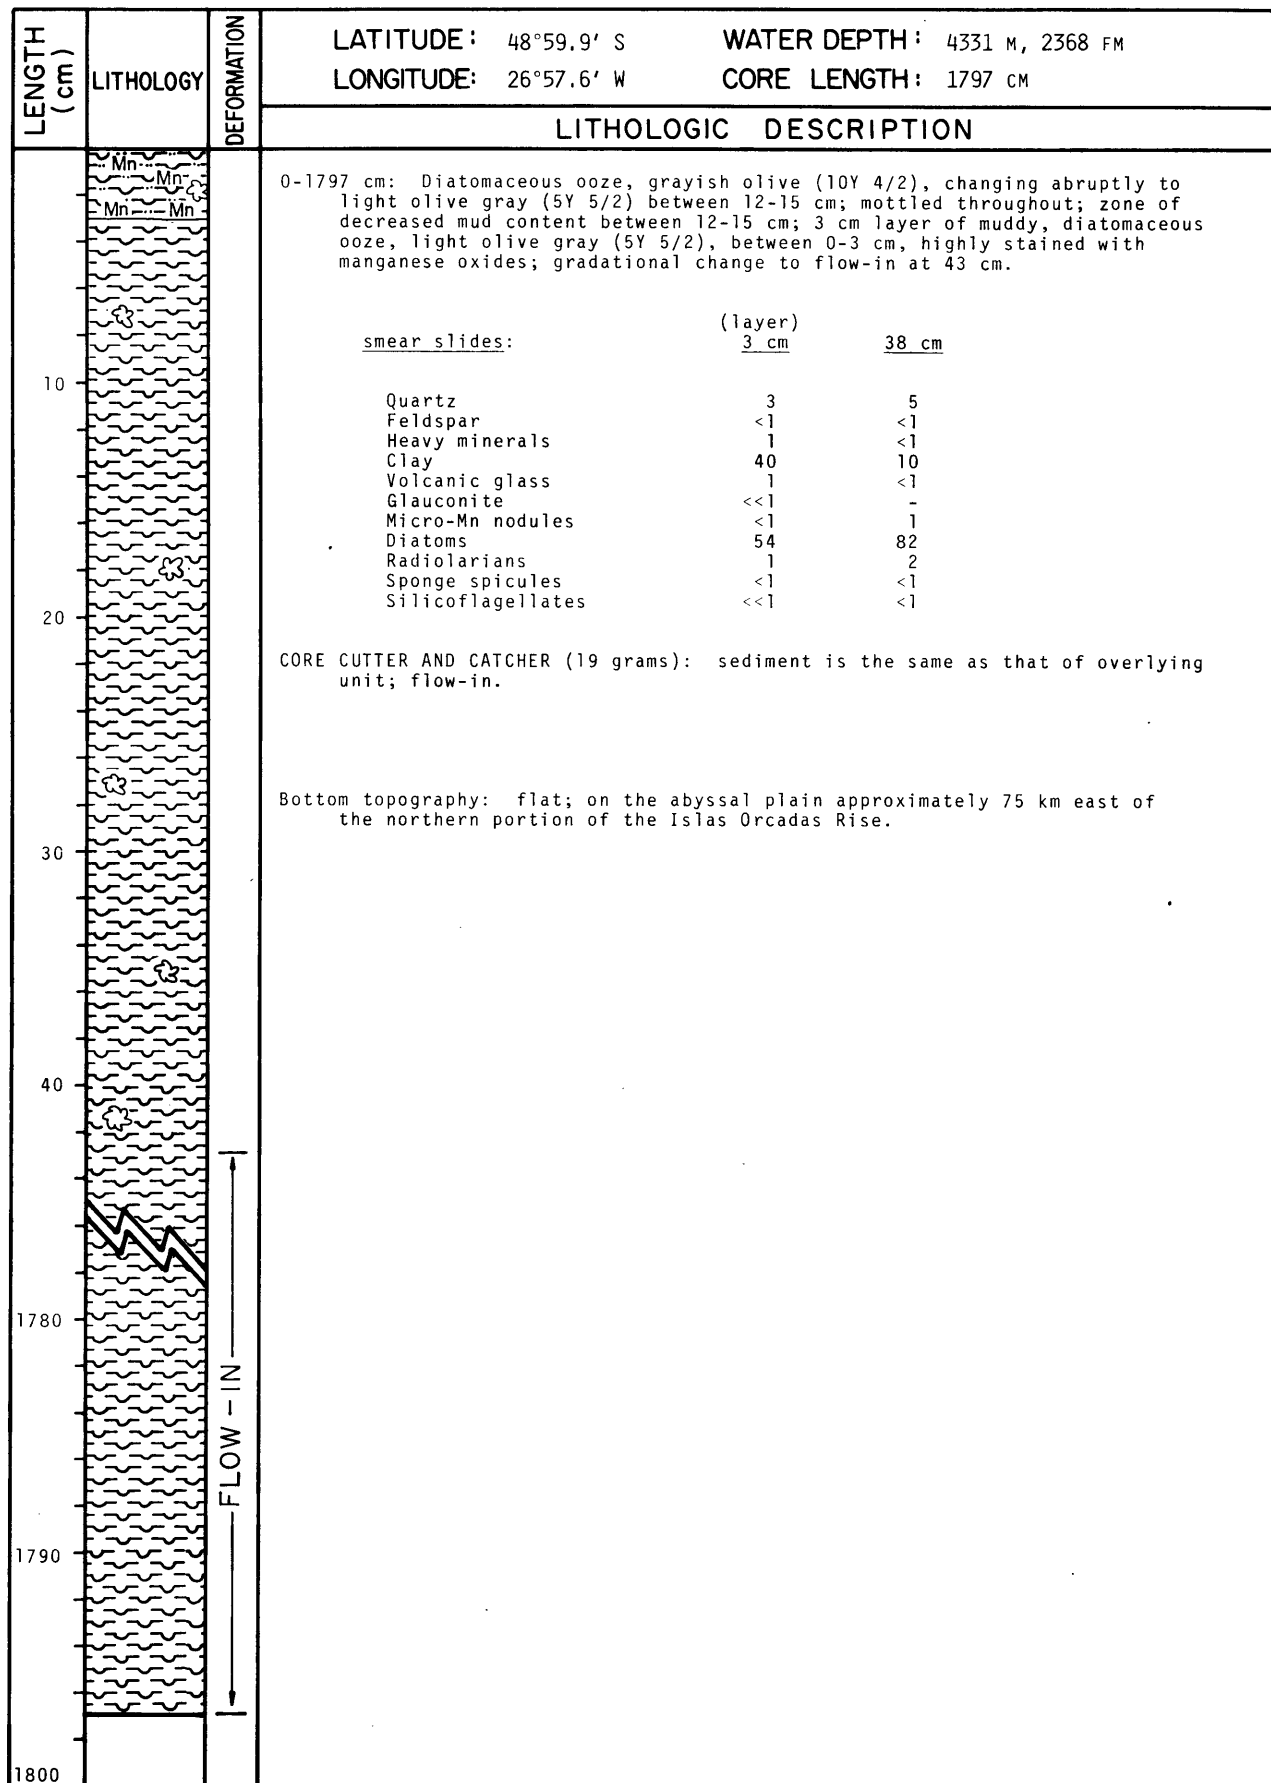 LENGTH (cm)
LITHOLOGY
DEFORMATION
LATITUDE: 48°59.9' S WATER DEPTH: 4331 M, 2368 FM
LONGITUDE: 26°57.6' W CORE LENGTH: 1797 CM
LITHOLOGIC DESCRIPTION
Mn
Mn
Mn Mn
10
20
30
40
1780
1790
1800
FLOW-IN
0-1797 cm: Diatomaceous ooze, grayish olive (10Y 4/2), changing abruptly to
light olive gray (5Y 5/2) between 12-15 cm; mottled throughout; zone of
decreased mud content between 12-15 cm; 3 cm layer of muddy, diatomaceous
ooze, light olive gray (5Y 5/2), between 0-3 cm, highly stained with
manganese oxides; gradational change to flow-in at 43 cm.
(layer)
smear slides: 3 cm 38 cm
Quartz 3 5
Feldspar <1 <1
Heavy minerals 1 <1
Clay 40 10
Volcanic glass 1 <1
Glauconite <<1 -
Micro-Mn nodules <1 1
Diatoms 54 82
Radiolarians 1 2
Sponge spicules <1 <1
Silicoflagellates <<1 <1
CORE CUTTER AND CATCHER (19 grams): sediment is the same as that of overlying
unit; flow-in.
Bottom topography: flat; on the abyssal plain approximately 75 km east of
the northern portion of the Islas Orcadas Rise.